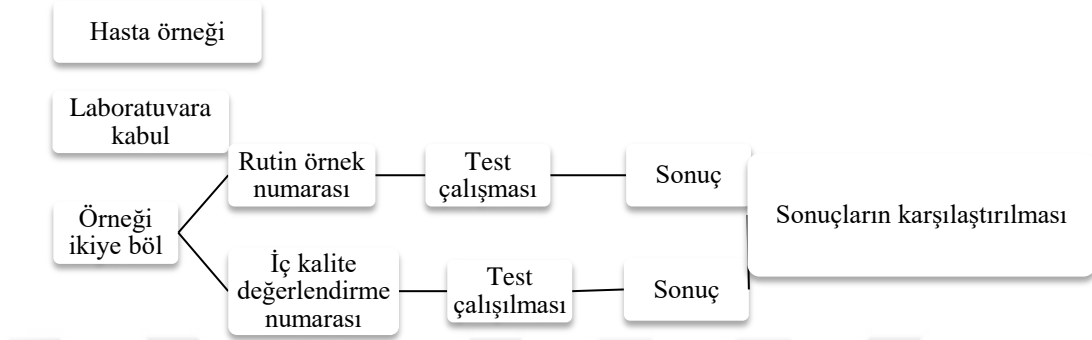 Hasta örneği
Laboratuvara
kabul
Örneği
ikiye böl
Rutin örnek
numarası
Test
çalışması
Sonuç
İç kalite
değerlendirme
numarası
Test
çalışılması
Sonuç
Sonuçların karşılaştırılması